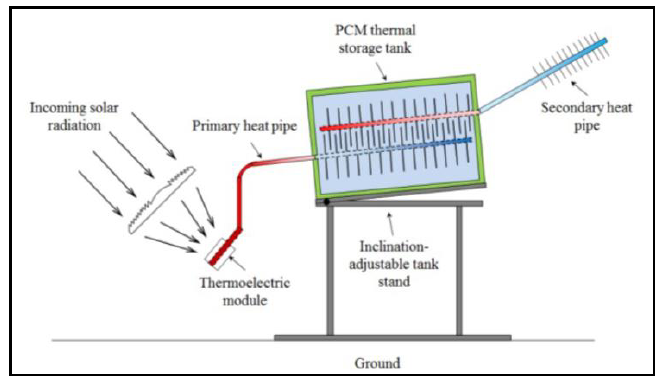 PCM thermal
storage tank
Incoming solar
radiation
Primary heat pipe
Secondary heat
pipe
Inclination-
adjustable tank
stand
Thermoelectric
module
Ground